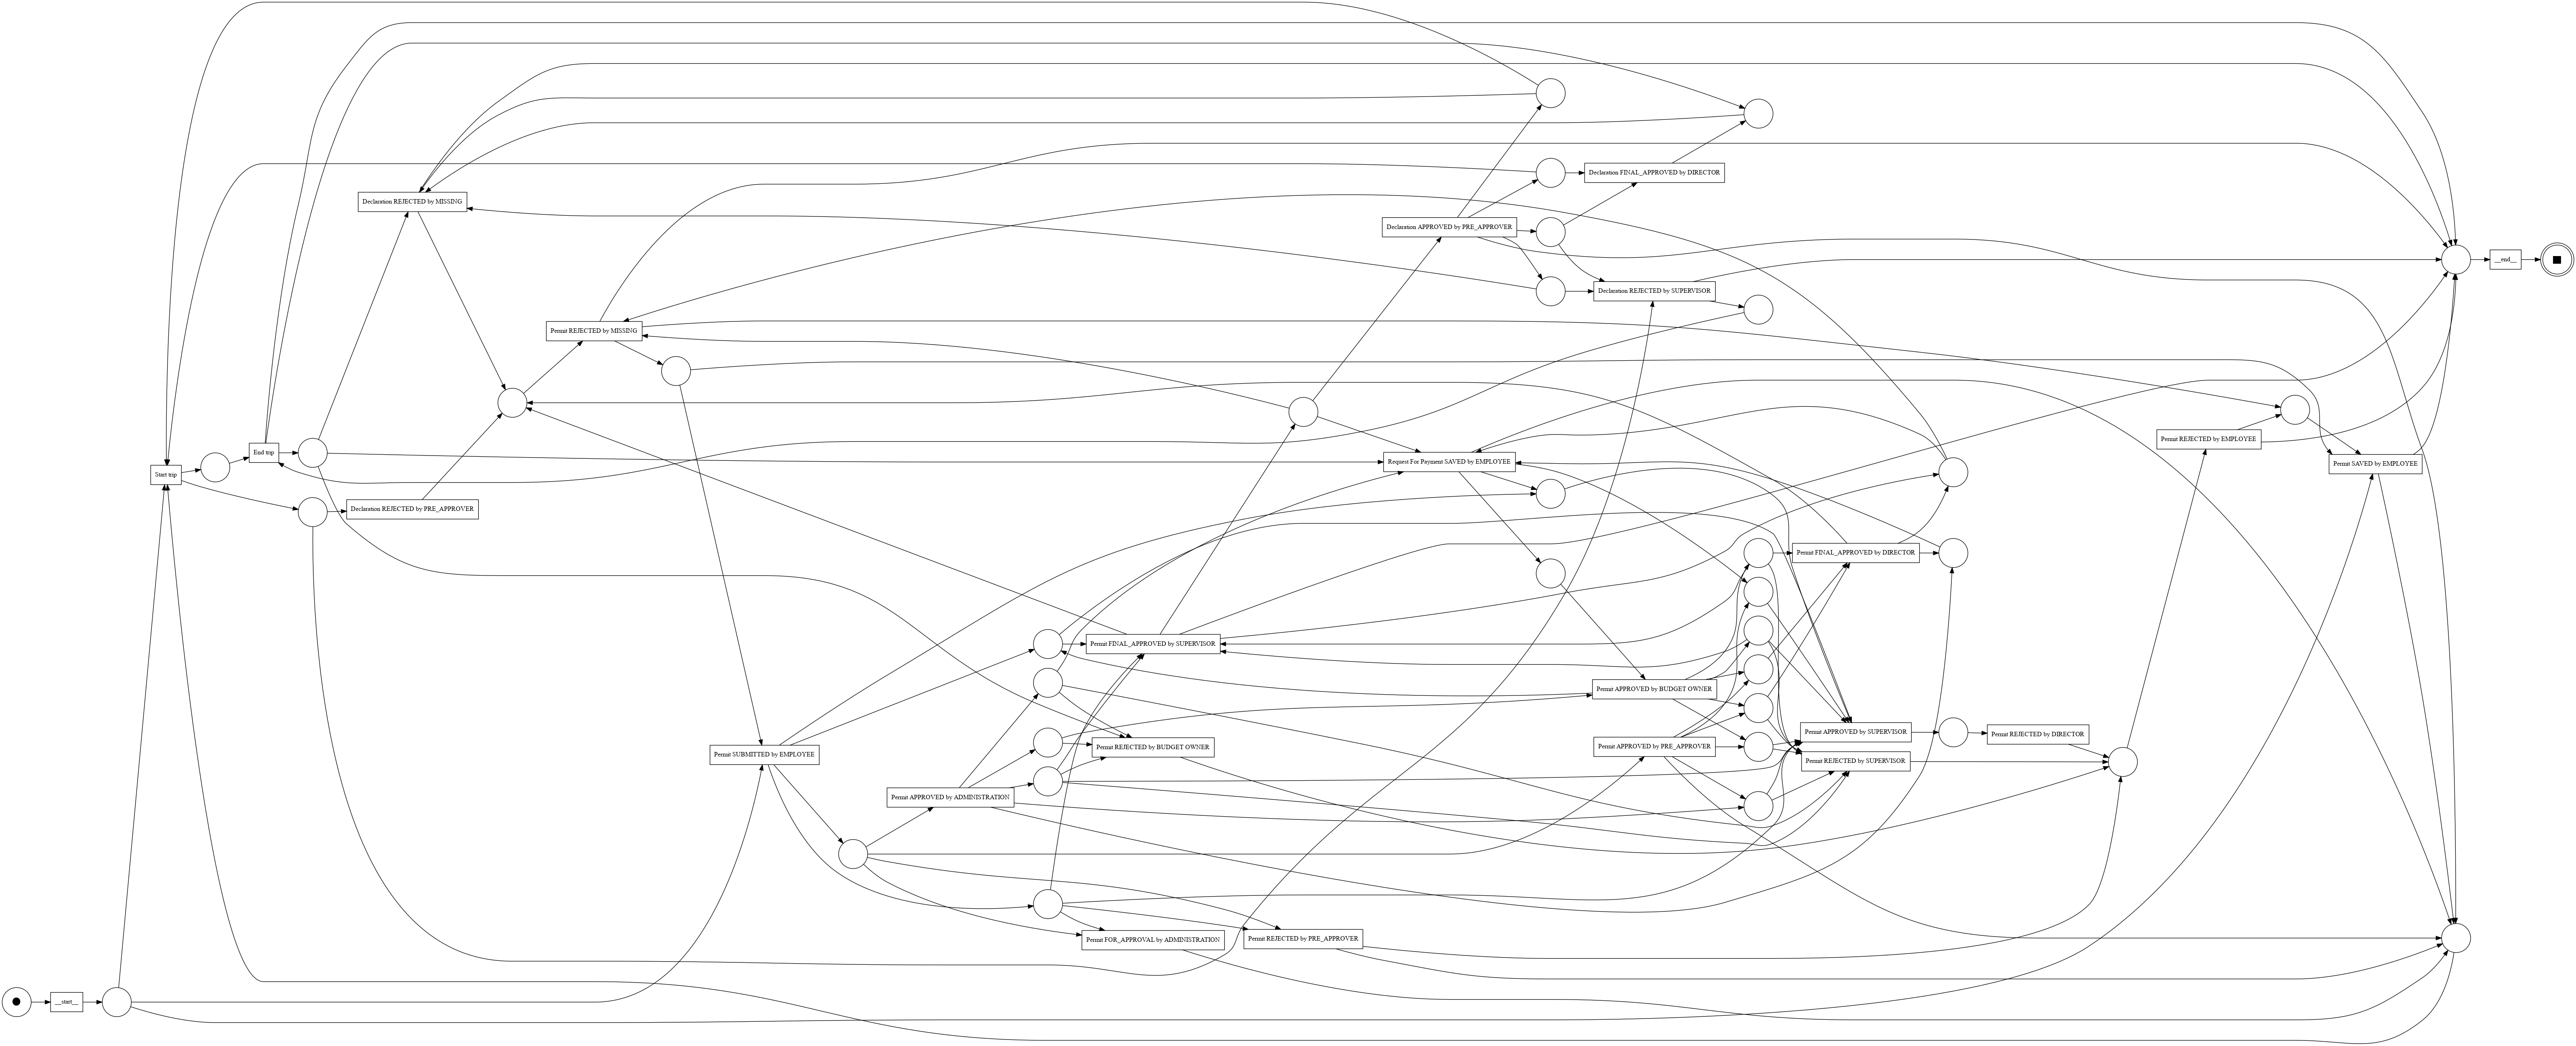 Declaration REJECTED by MISSING
Declaration FINAL_APPROVED by DIRECTOR
Declaration APPROVED by PRE_APPROVER
__end__
Declaration REJECTED by SUPERVISOR
Permit REJECTED by MISSING
Permit REJECTED by EMPLOYEE
End trip
Request For Payment SAVED by EMPLOYEE
Permit SAVED by EMPLOYEE
Start trip
Declaration REJECTED by PRE_APPROVER
Permit FINAL_APPROVED by DIRECTOR
Permit FINAL_APPROVED by SUPERVISOR
Permit APPROVED by BUDGET OWNER
Permit APPROVED by SUPERVISOR
Permit REJECTED by DIRECTOR
Permit SUBMITTED by EMPLOYEE
Permit REJECTED by BUDGET OWNER
Permit APPROVED by PRE_APPROVER
Permit REJECTED by SUPERVISOR
Permit APPROVED by ADMINISTRATION
Permit FOR_APPROVAL by ADMINISTRATION
Permit REJECTED by PRE_APPROVER
__start__